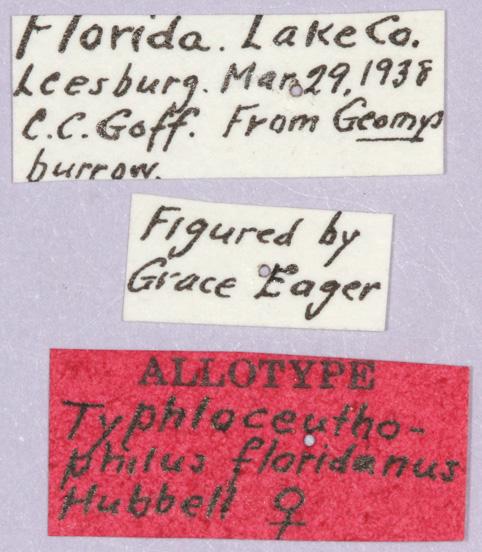 Florida. Lake Co.
Leesburg. Mar. 29, 1938
C.C. Goff. From Geomys
burrow.
Figured by
Grace Eager
ALLOTYPE
Typhloceutho-
philus floridanus
Hubbell ♀